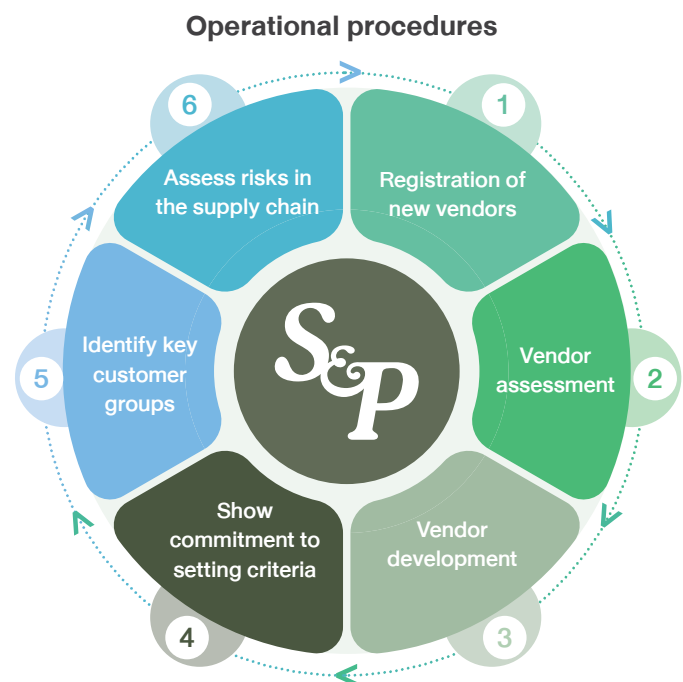 Operational procedures
1
Registration of
new vendors
2
Vendor
assessment
3
Vendor
development
4
Show
commitment to
setting criteria
5
Identify key
customer
groups
6
Assess risks in
the supply chain
S&P